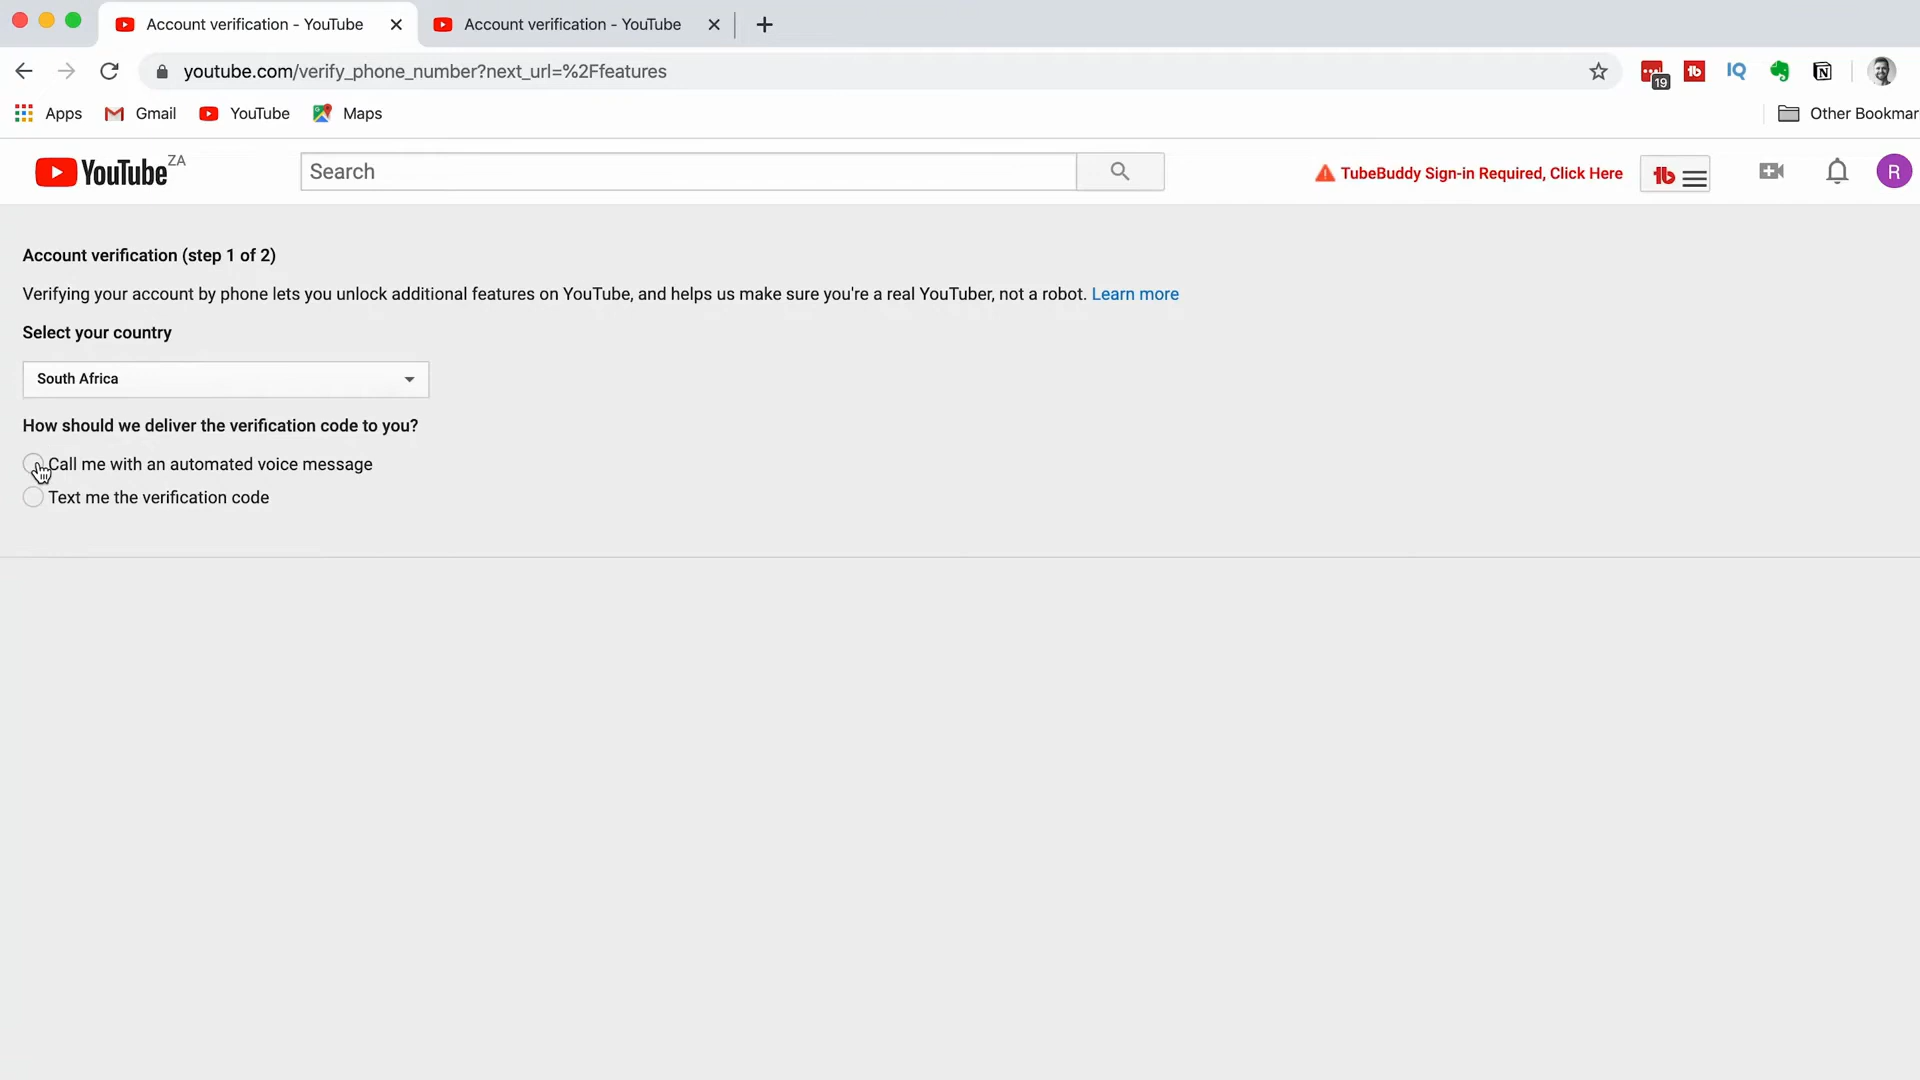 Account verification - YouTube
Account verification - YouTube
youtube.com/verify_phone_number?next_url=%2Ffeatures
19
IQ
Apps
Gmail
YouTube
Maps
Other Bookmar
YouTube ZA
Search
TubeBuddy Sign-in Required, Click Here
R
Account verification (step 1 of 2)
Verifying your account by phone lets you unlock additional features on YouTube, and helps us make sure you're a real YouTuber, not a robot. Learn more
Select your country
South Africa
How should we deliver the verification code to you?
Call me with an automated voice message
Text me the verification code